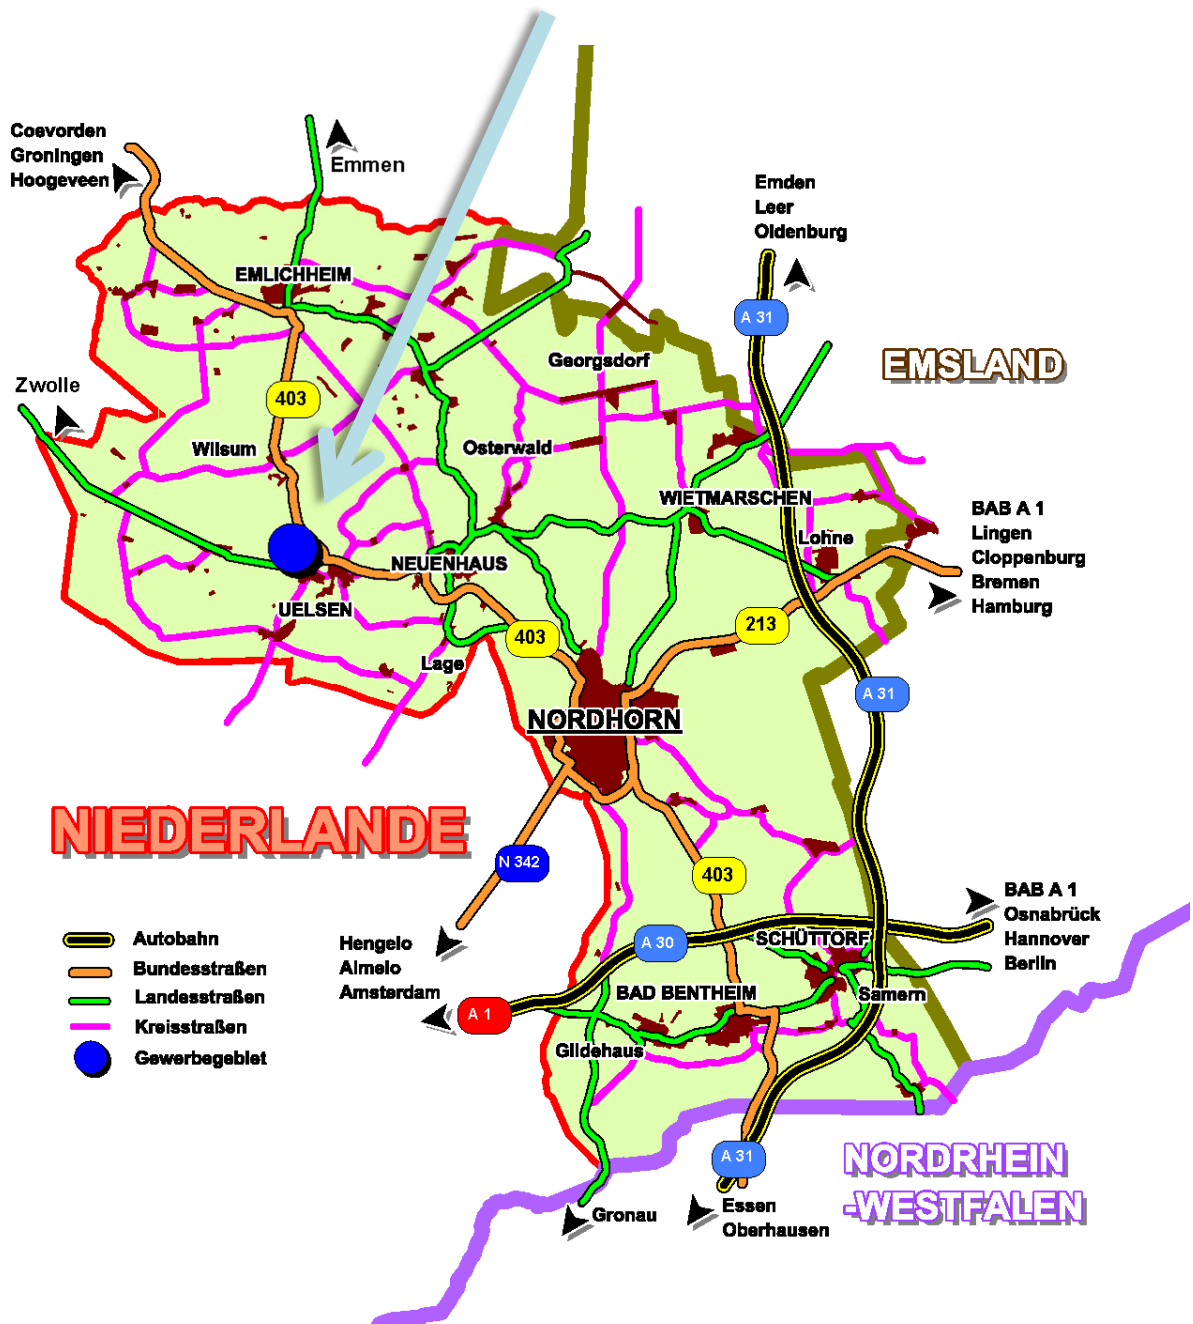 Coevorden
Groningen
Hoogeveen
Emmen
Emden
Leer
Oldenburg
EMLICHHEIM
A 31
Georgsdorf
EMSLAND
Zwolle
403
Wilsum
Osterwald
WIETMARSCHEN
Lohne
BAB A 1
Lingen
Cloppenburg
Bremen
Hamburg
NEUENHAUS
UELSEN
403
213
Lage
A 31
NORDHORN
NIEDERLANDE
N 342
403
BAB A 1
Osnabrück
Hannover
Berlin
Autobahn
Bundesstraßen
Landesstraßen
Kreisstraßen
Gewerbegebiet
Hengelo
Almelo
Amsterdam
A 30
SCHÜTTORF
A 1
BAD BENTHEIM
Samern
Gildehaus
A 31
NORDRHEIN
-WESTFALEN
Gronau
Essen
Oberhausen